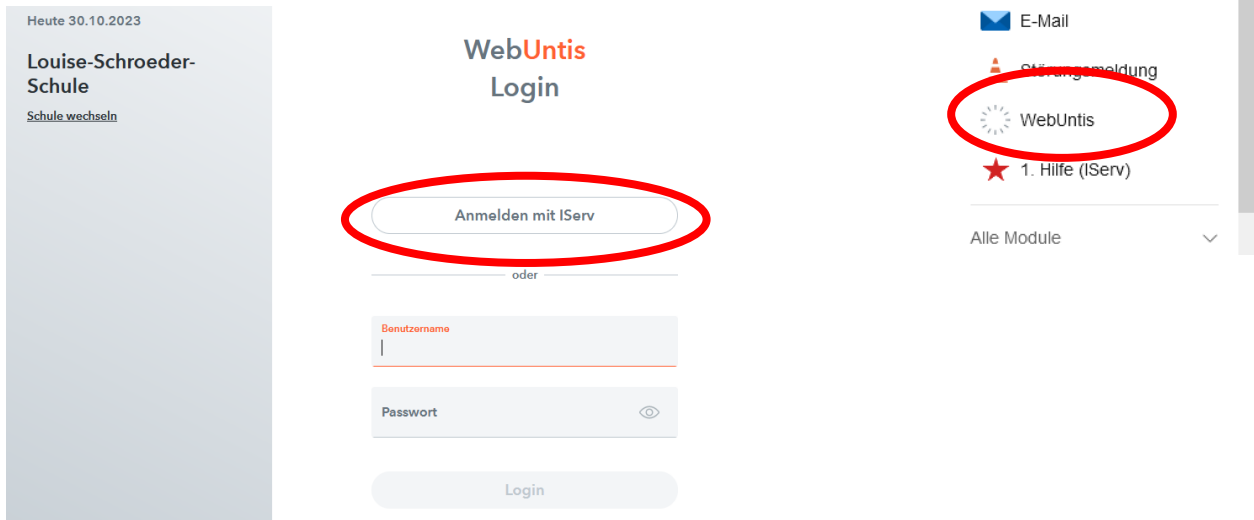 Heute 30.10.2023
Louise-Schroeder-
Schule
Schule wechseln
WebUntis
Login
Anmelden mit IServ
oder
Benutzername
Passwort
Login
E-Mail
Störungsmeldung
WebUntis
1. Hilfe (IServ)
Alle Module